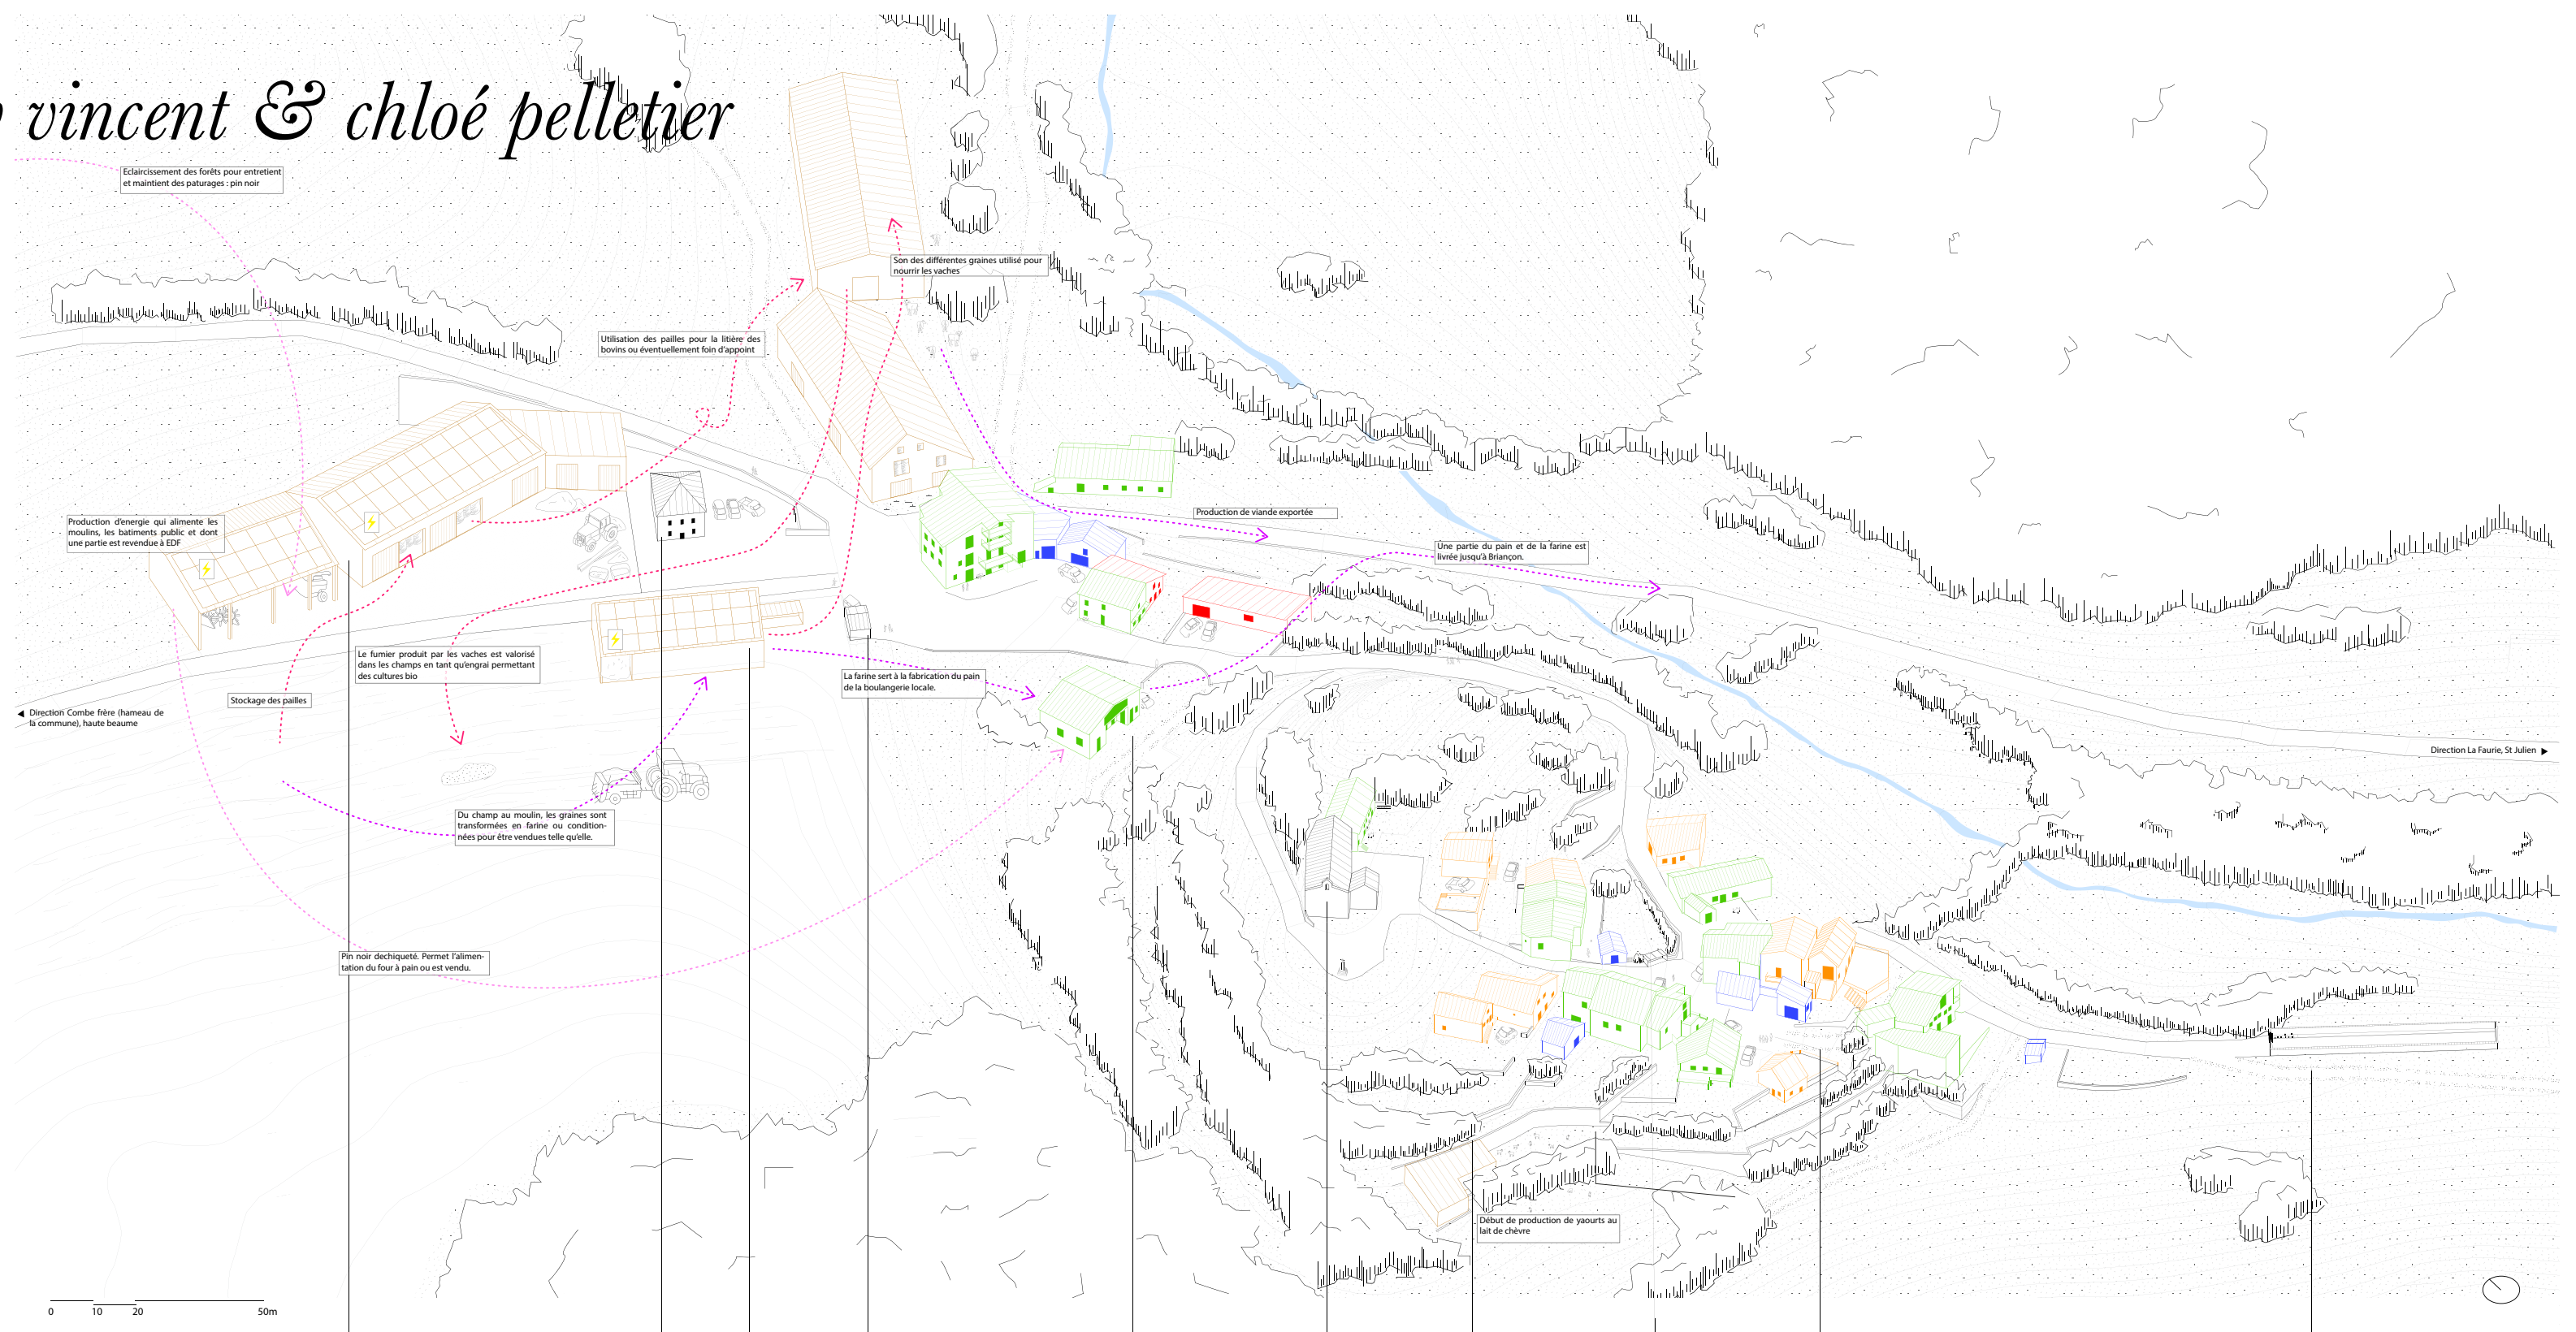 vincent & chloé pelletier
Eclaircissement des forêts pour entretient
et maintient des paturages : pin noir
Son des différentes graines utilisé pour
nourrir les vaches
Utilisation des pailles pour la litière des
bovins ou éventuellement foin d'appoint
Production d'energie qui alimente les
moulins, les batiments public et dont
une partie est revendue à EDF
Production de viande exportée
Une partie du pain et de la farine est
livrée jusqu'à Briançon.
Le fumier produit par les vaches est valorisé
dans les champs en tant qu'engrai permettant
des cultures bio
La farine sert à la fabrication du pain
de la boulangerie locale.
Stockage des pailles
Direction Combe frère (hameau de
la commune), haute beaume
Direction La Faurie, St Julien
Du champ au moulin, les graines sont
transformées en farine ou condition-
nées pour être vendues telle qu'elle.
Pin noir dechiqueté. Permet l'alimen-
tation du four à pain ou est vendu.
Début de production de yaourts au
lait de chèvre
0 10 20 50m